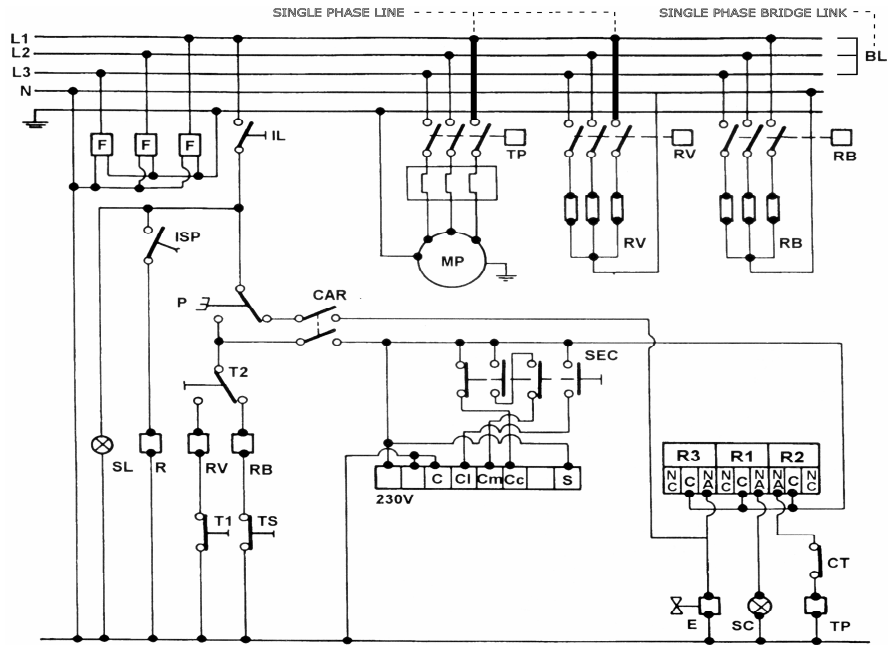 SINGLE PHASE LINE
SINGLE PHASE BRIDGE LINK
L1
L2
BL
L3
N
F F F IL
TP RV RB
ISP
RV RB
MP
P CAR
SEC
T2
R3 R1 R2
SL R RV RB
C Cl Cm Cc S
NC C NA NC C NA NA C NC
230V
T1 TS
CT
E SC TP